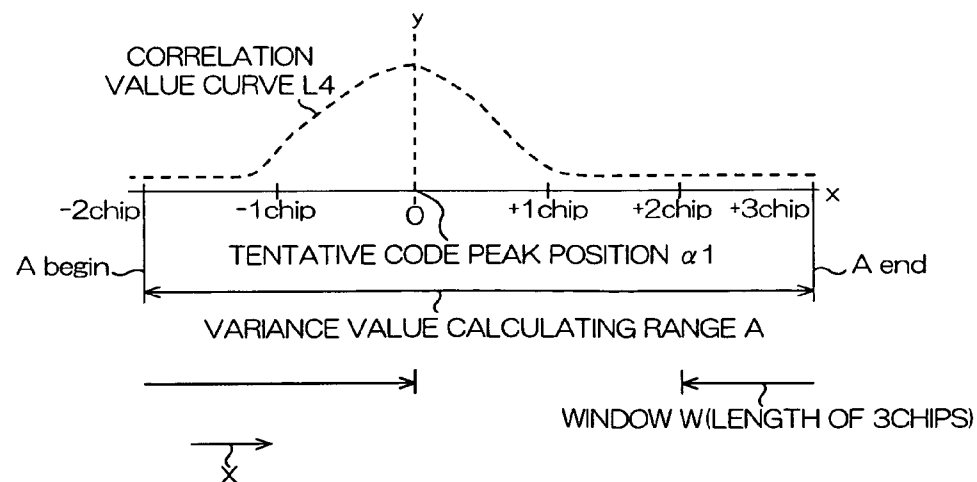 y
CORRELATION
VALUE CURVE L4
x
-2chip -1chip 0 +1chip +2chip +3chip
TENTATIVE CODE PEAK POSITION α1
A begin
A end
VARIANCE VALUE CALCULATING RANGE A
WINDOW W(LENGTH OF 3CHIPS)
X